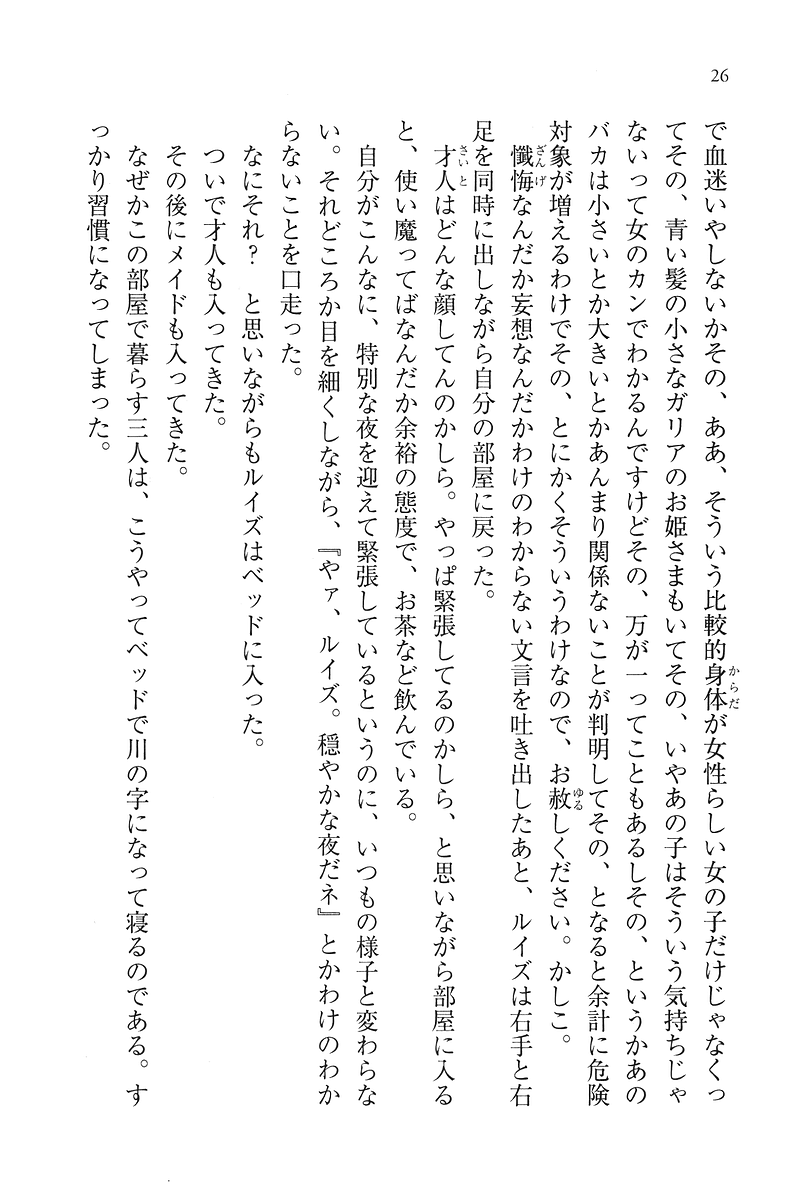 26
で血迷いやしないかその、ああ、そういう比較的身体が女性らしい女の子だけじゃなくっ
てその、青い髪の小さなガリアのお姫さまもいてその、いやあの子はそういう気持ちじゃ
ないって女のカンでわかるんですけどその、万が一ってこともあるしその、というかあの
バカは小さいとか大きいとかあんまり関係ないことが判明してその、となると余計に危険
対象が増えるわけでその、とにかくそういうわけなので、お赦しください。かしこ。
懺悔なんだか妄想なんだかわけのわからない文言を吐き出したあと、ルイズは右手と右
足を同時に出しながら自分の部屋に戻った。
才人はどんな顔してんのかしら。やっぱ緊張してるのかしら、と思いながら部屋に入る
と、使い魔ってばなんだか余裕の態度で、お茶など飲んでいる。
自分がこんなに、特別な夜を迎えて緊張しているというのに、いつもの様子と変わらな
い。それどころか目を細くしながら、『やァ、ルイズ。穏やかな夜だネ』とかわけのわか
らないことを口走った。
なにそれ？　と思いながらもルイズはベッドに入った。
ついで才人も入ってきた。
その後にメイドも入ってきた。
なぜかこの部屋で暮らす三人は、こうやってベッドで川の字になって寝るのである。す
っかり習慣になってしまった。